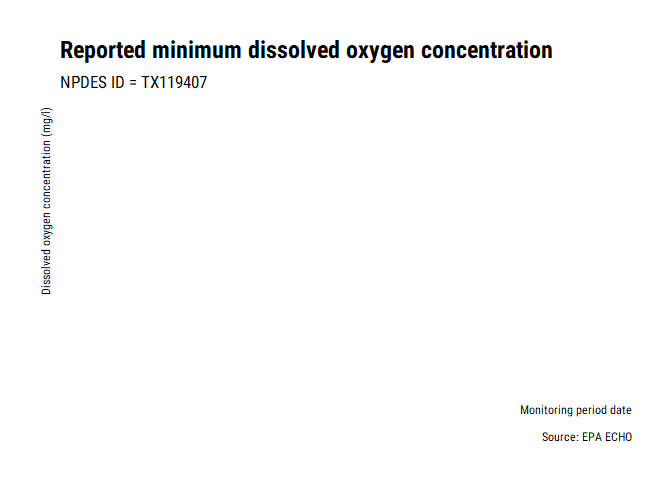 Reported minimum dissolved oxygen concentration
NPDES ID = TX119407
Dissolved oxygen concentration (mg/l)
Monitoring period date
Source: EPA ECHO